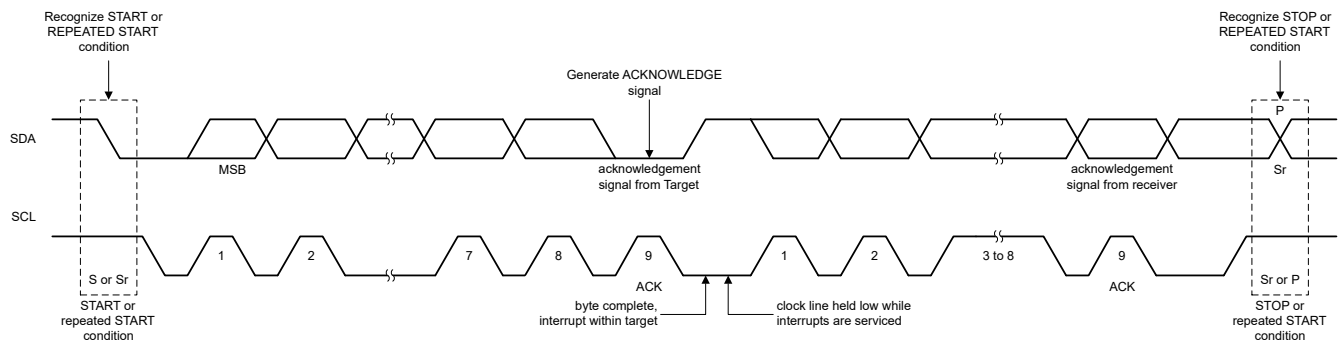 Recognize START or
REPEATED START
condition
Recognize STOP or
REPEATED START
condition
Generate ACKNOWLEDGE
signal
P
SDA
MSB
acknowledgement
signal from Target
acknowledgement
signal from receiver
Sr
SCL
1
2
7
8
9
1
2
3 to 8
9
S or Sr
ACK
ACK
Sr or P
START or
repeated START
condition
byte complete,
interrupt within target
clock line held low while
interrupts are serviced
STOP or
repeated START
condition